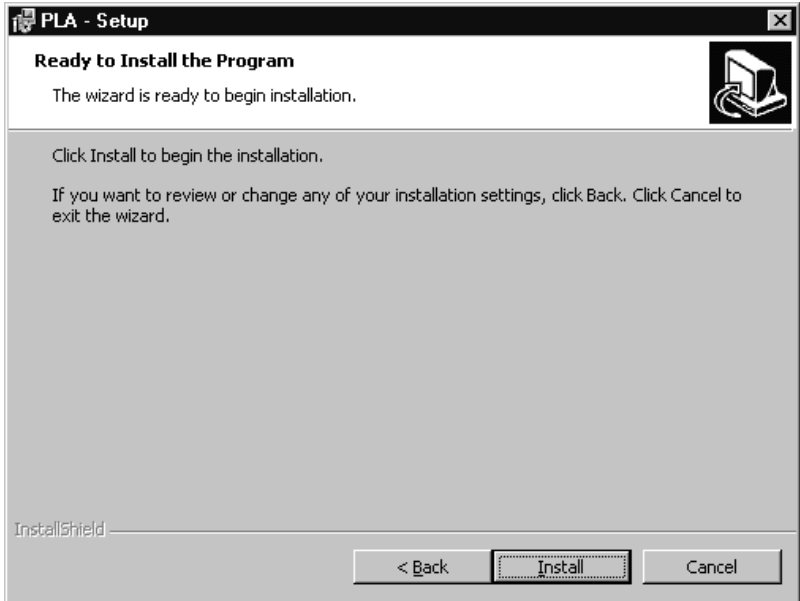 PLA - Setup
Ready to Install the Program
The wizard is ready to begin installation.
Click Install to begin the installation.
If you want to review or change any of your installation settings, click Back. Click Cancel to
exit the wizard.
InstallShield
< Back Install Cancel